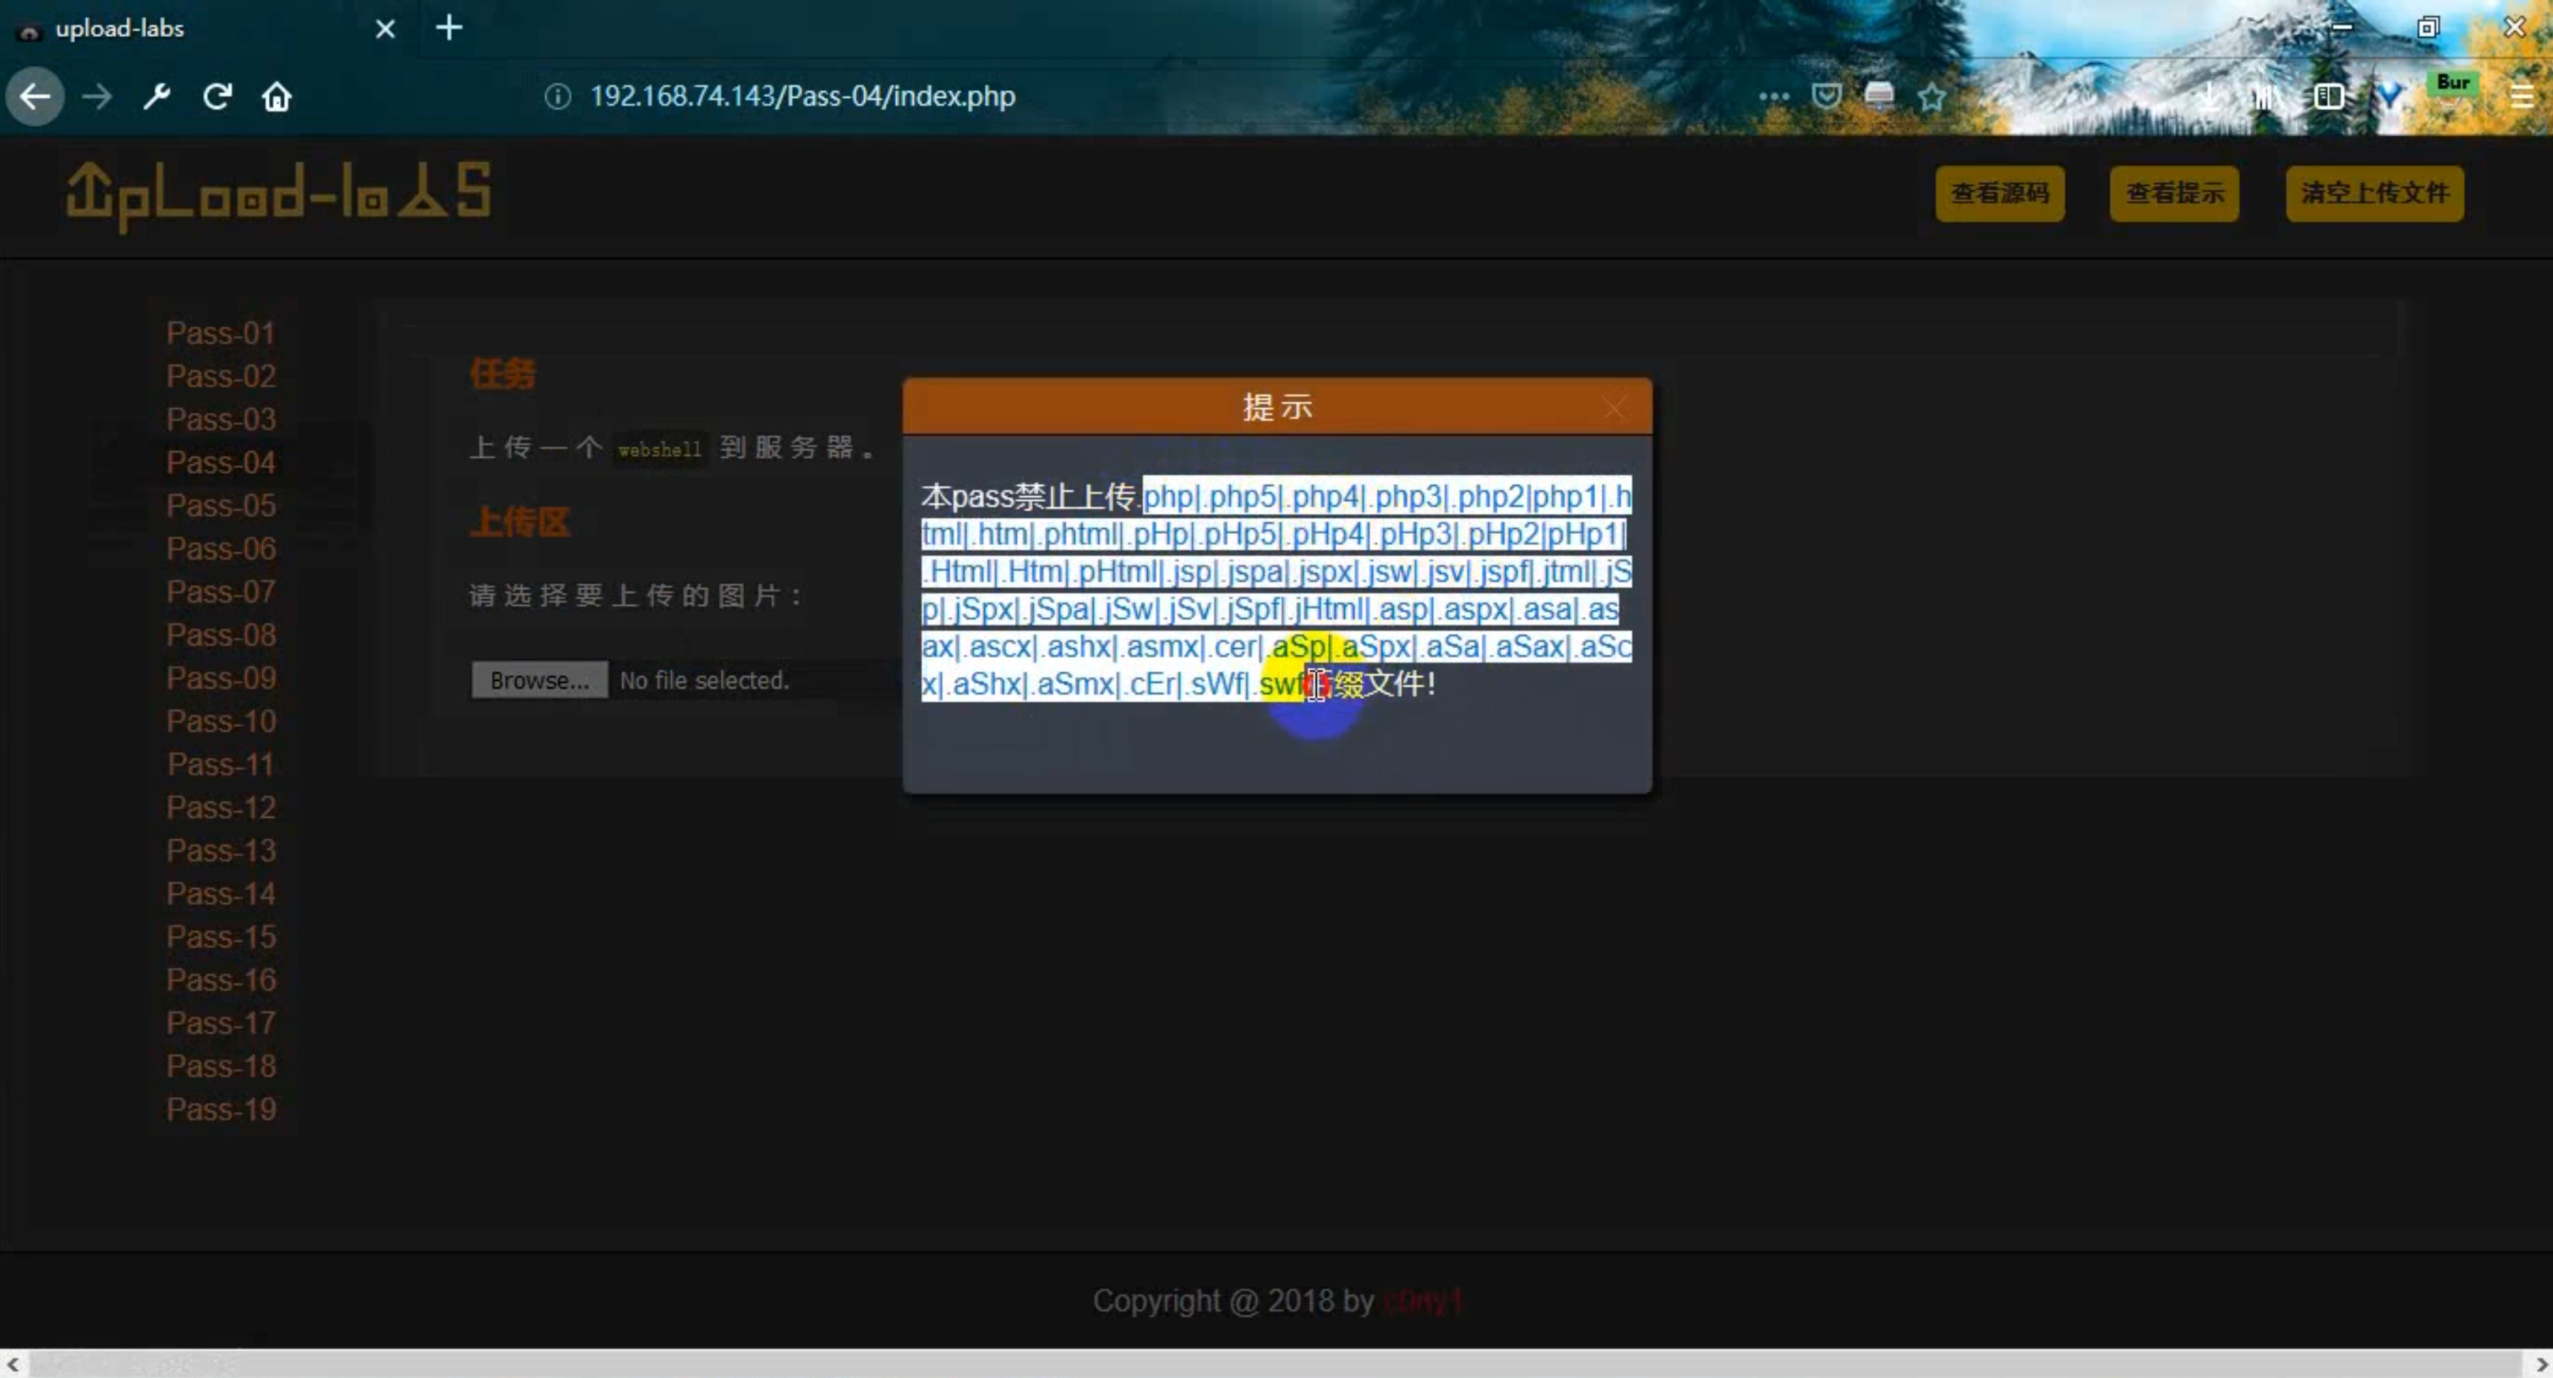 upload-labs
192.168.74.143/Pass-04/index.php
Bur
UpLoad-labS
查看源码
查看提示
清空上传文件
Pass-01
Pass-02
Pass-03
Pass-04
Pass-05
Pass-06
Pass-07
Pass-08
Pass-09
Pass-10
Pass-11
Pass-12
Pass-13
Pass-14
Pass-15
Pass-16
Pass-17
Pass-18
Pass-19
任务
上传一个 webshell 到服务器。
上传区
请选择要上传的图片：
Browse... No file selected.
提示
本pass禁止上传.php|.php5|.php4|.php3|.php2|php1|.h
tml|.htm|.phtml|.pHp|.pHp5|.pHp4|.pHp3|.pHp2|pHp1|
.Html|.Htm|.pHtml|.jsp|.jspa|.jspx|.jsw|.jsv|.jspf|.jtml|.jS
p|.jSpx|.jSpa|.jSw|.jSv|.jSpf|.jHtml|.asp|.aspx|.asa|.as
ax|.ascx|.ashx|.asmx|.cer|.aSp|.aSpx|.aSa|.aSax|.aSc
x|.aShx|.aSmx|.cEr|.sWf|.swf后缀文件!
Copyright @ 2018 by c0ny1